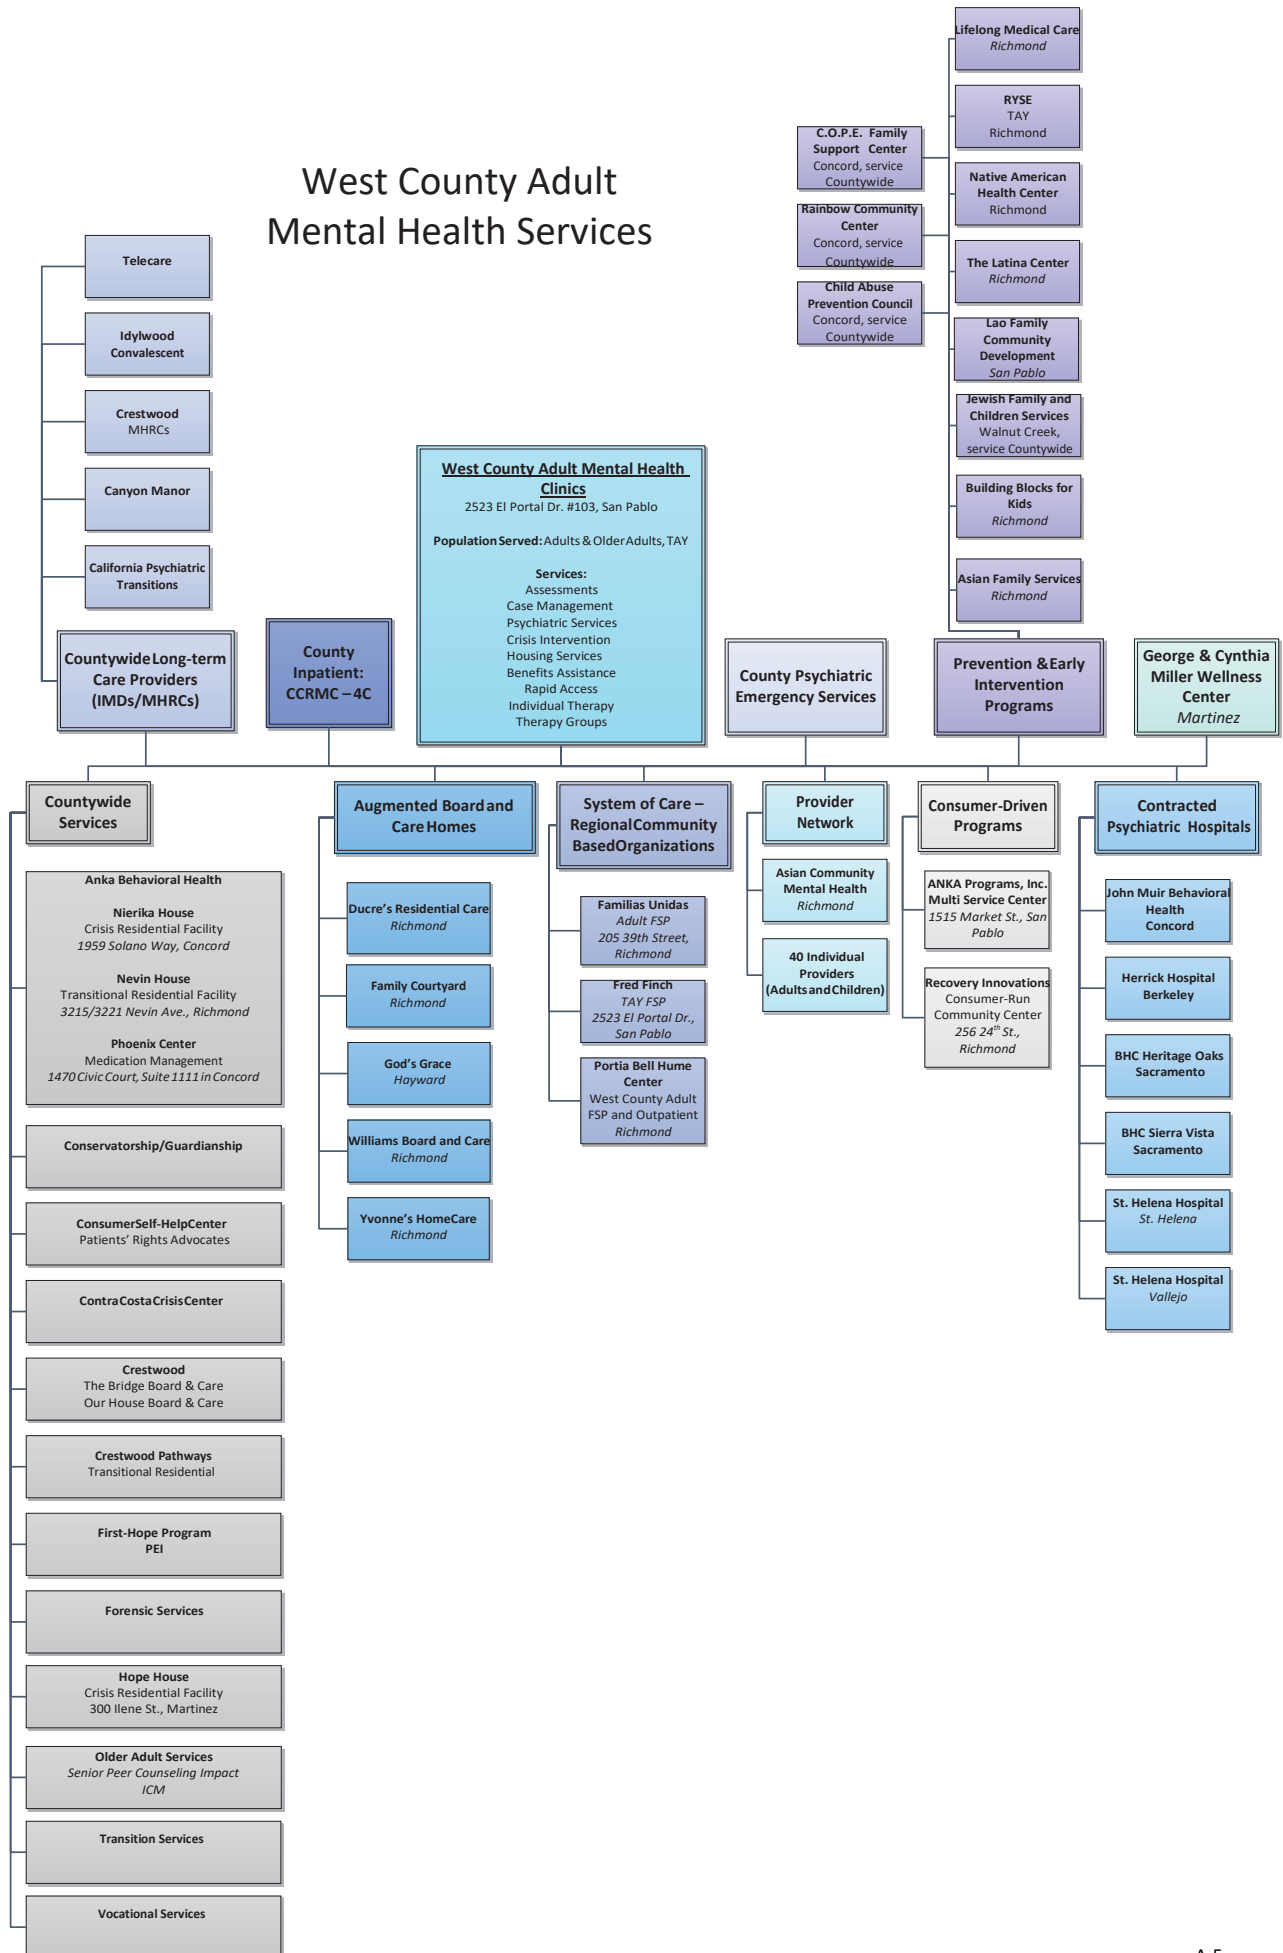 West County Adult
Mental Health Services
Lifelong Medical Care
Richmond
RYSE
TAY
Richmond
Native American
Health Center
Richmond
The Latina Center
Richmond
Lao Family
Community
Development
San Pablo
Jewish Family and
Children Services
Walnut Creek,
service Countywide
Building Blocks for
Kids
Richmond
Asian Family Services
Richmond
C.O.P.E. Family
Support Center
Concord, service
Countywide
Rainbow Community
Center
Concord, service
Countywide
Child Abuse
Prevention Council
Concord, service
Countywide
Telecare
Idylwood
Convalescent
Crestwood
MHRCs
Canyon Manor
California Psychiatric
Transitions
Countywide Long-term
Care Providers
(IMDs/MHRCs)
County
Inpatient:
CCRMC – 4C
West County Adult Mental Health
Clinics
2523 El Portal Dr. #103, San Pablo
Population Served: Adults & Older Adults, TAY
Services:
Assessments
Case Management
Psychiatric Services
Crisis Intervention
Housing Services
Benefits Assistance
Rapid Access
Individual Therapy
Therapy Groups
County Psychiatric
Emergency Services
Prevention & Early
Intervention
Programs
George & Cynthia
Miller Wellness
Center
Martinez
Countywide
Services
Anka Behavioral Health
Nierika House
Crisis Residential Facility
1959 Solano Way, Concord
Nevin House
Transitional Residential Facility
3215/3221 Nevin Ave., Richmond
Phoenix Center
Medication Management
1470 Civic Court, Suite 1111 in Concord
Conservatorship/Guardianship
Consumer Self-Help Center
Patients' Rights Advocates
Contra Costa Crisis Center
Crestwood
The Bridge Board & Care
Our House Board & Care
Crestwood Pathways
Transitional Residential
First-Hope Program
PEI
Forensic Services
Hope House
Crisis Residential Facility
300 Ilene St., Martinez
Older Adult Services
Senior Peer Counseling Impact
ICM
Transition Services
Vocational Services
Augmented Board and
Care Homes
Ducre's Residential Care
Richmond
Family Courtyard
Richmond
God's Grace
Hayward
Williams Board and Care
Richmond
Yvonne's HomeCare
Richmond
System of Care –
Regional Community
Based Organizations
Familias Unidas
Adult FSP
205 39th Street,
Richmond
Fred Finch
TAY FSP
2523 El Portal Dr.,
San Pablo
Portia Bell Hume
Center
West County Adult
FSP and Outpatient
Richmond
Provider
Network
Asian Community
Mental Health
Richmond
40 Individual
Providers
(Adults and Children)
Consumer-Driven
Programs
ANKA Programs, Inc.
Multi Service Center
1515 Market St., San
Pablo
Recovery Innovations
Consumer-Run
Community Center
256 24th St.,
Richmond
Contracted
Psychiatric Hospitals
John Muir Behavioral
Health
Concord
Herrick Hospital
Berkeley
BHC Heritage Oaks
Sacramento
BHC Sierra Vista
Sacramento
St. Helena Hospital
St. Helena
St. Helena Hospital
Vallejo